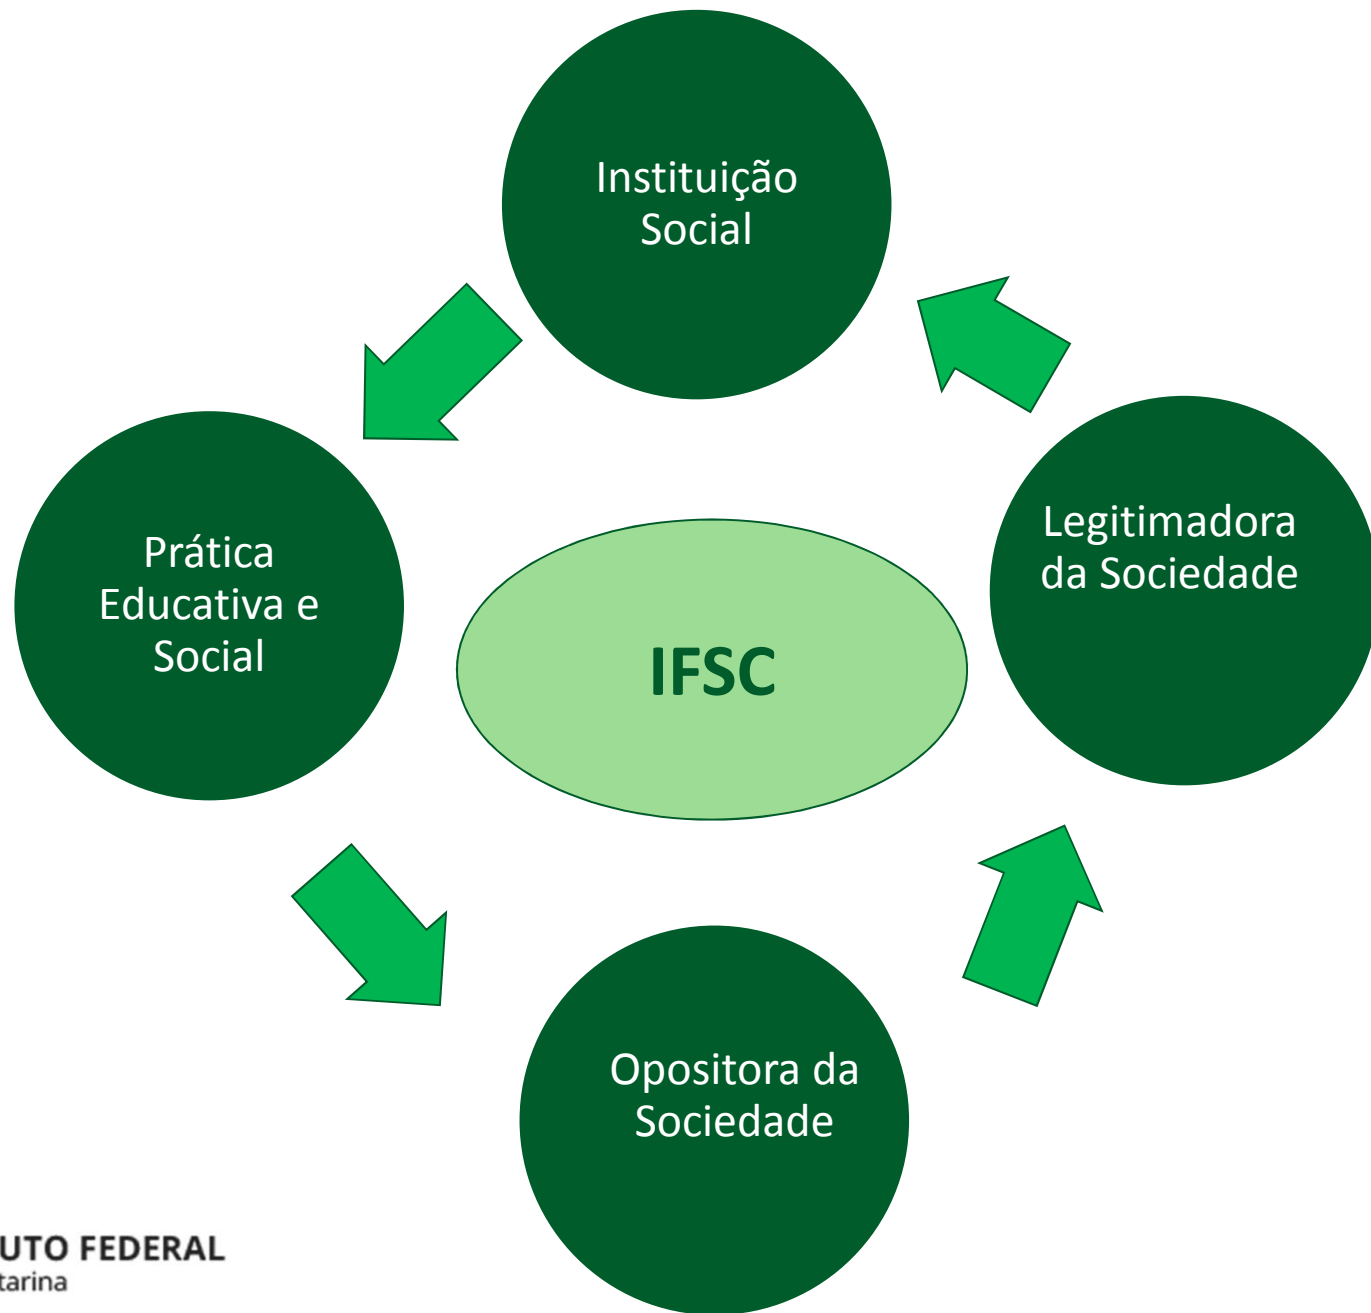 Instituição
Social
Legitimadora
da Sociedade
Prática
Educativa e
Social
IFSC
Opositora da
Sociedade
UTO FEDERAL
tarina